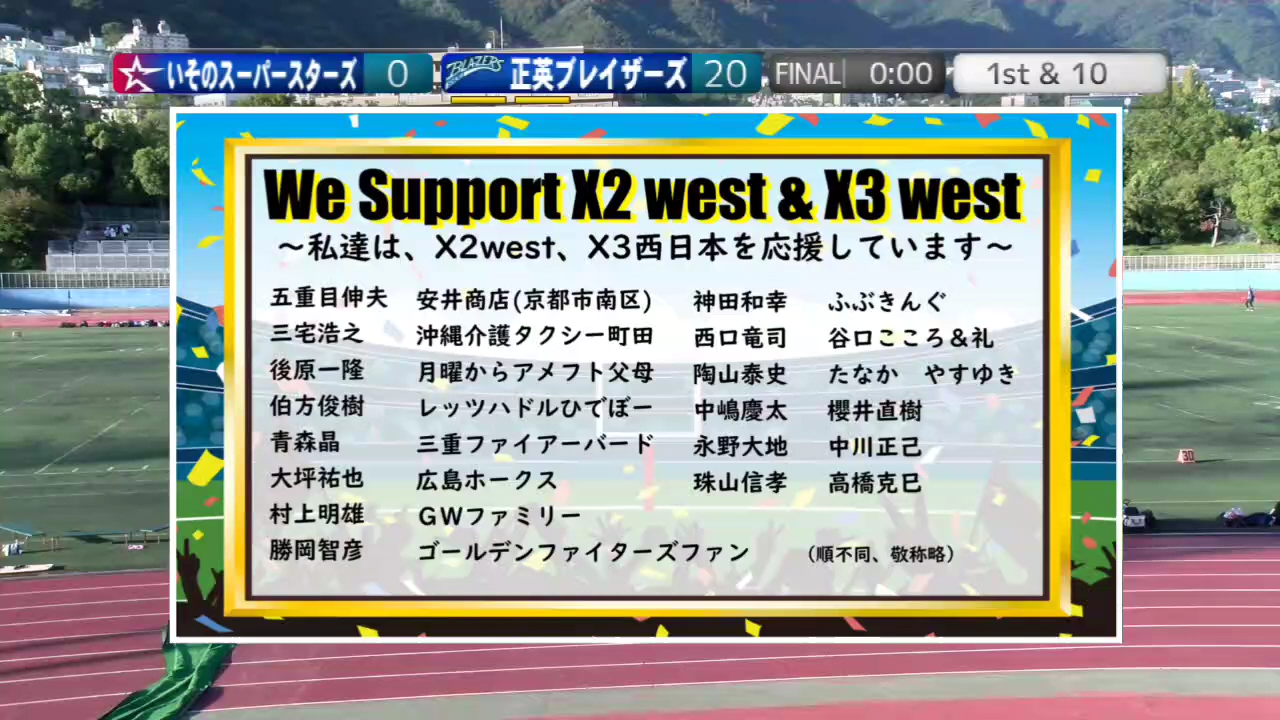 いそのスーパースターズ 0 BLAZERS 正英ブレイザーズ 20 FINAL 0:00 1st & 10
We Support X2 west & X3 west
～私達は、X2west、X3西日本を応援しています～
五重目伸夫 安井商店(京都市南区) 神田和幸 ふぶきんぐ
三宅浩之 沖縄介護タクシー町田 西口竜司 谷口こころ＆礼
後原一隆 月曜からアメフト父母 陶山泰史 たなか　やすゆき
伯方俊樹 レッツハドルひでぼー 中嶋慶太 櫻井直樹
青森晶 三重ファイアーバード 永野大地 中川正己
大坪祐也 広島ホークス 珠山信孝 高橋克巳
村上明雄 GWファミリー
勝岡智彦 ゴールデンファイターズファン （順不同、敬称略）
30